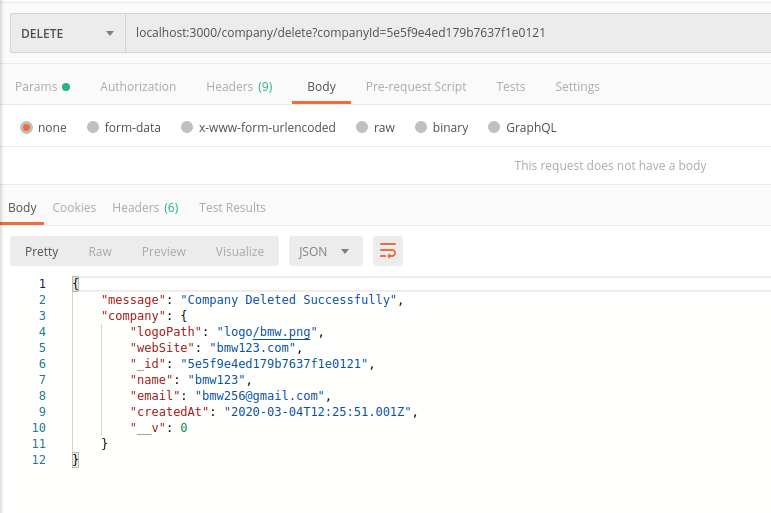 DELETE localhost:3000/company/delete?companyId=5e5f9e4ed179b7637f1e0121
Params Authorization Headers (9) Body Pre-request Script Tests Settings
none form-data x-www-form-urlencoded raw binary GraphQL
This request does not have a body
Body Cookies Headers (6) Test Results
Pretty Raw Preview Visualize JSON
1 {
2 "message": "Company Deleted Successfully",
3 "company": {
4 "logoPath": "logo/bmw.png",
5 "webSite": "bmw123.com",
6 "_id": "5e5f9e4ed179b7637f1e0121",
7 "name": "bmw123",
8 "email": "bmw256@gmail.com",
9 "createdAt": "2020-03-04T12:25:51.001Z",
10 "__v": 0
11 }
12 }